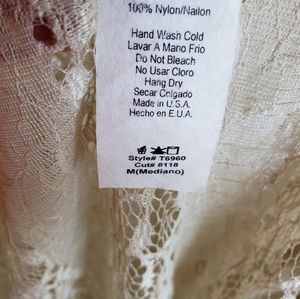 100% Nylon/Nailon
Hand Wash Cold
Lavar A Mano Frio
Do Not Bleach
No Usar Cloro
Hang Dry
Secar Colgado
Made in U.S.A.
Hecho en E.U.A.
Style# T6960
Cut# 8118
M(Mediano)